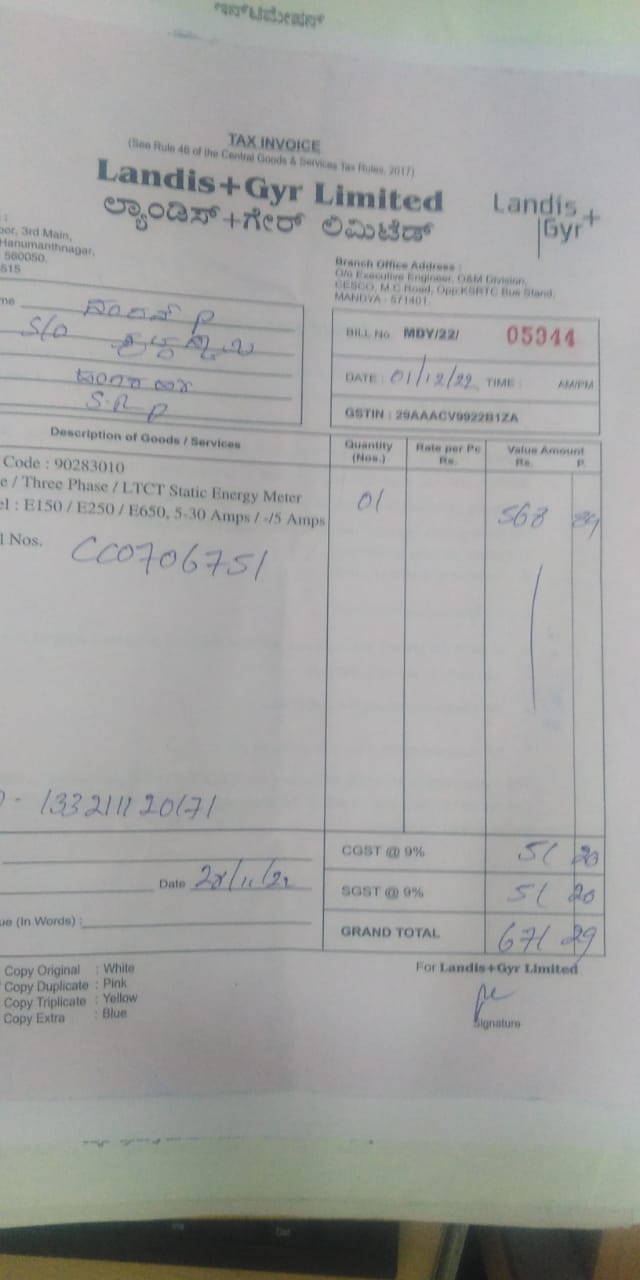 TAX INVOICE
(See Rule 46 of the Central Goods & Services Tax Rules, 2017)
Landis+Gyr Limited
ಲ್ಯಾಂಡಿಸ್+ಗೇರ್ ಲಿಮಿಟೆಡ್
Landis+
Gyr
3rd Main,
Hanumanthnagar,
560050
515
Branch Office Address :
O/o Executive Engineer, O&M Division,
CESCO, M.C Road, Opp:KSRTC Bus Stand,
MANDYA - 571401.
S/o
S.R.P
BILL No. MDY/22/ 05944
DATE : 01/12/22 TIME : AM/PM
GSTIN : 29AAACV9922B1ZA
Description of Goods / Services Quantity (Nos.) Rate per Pc Rs. Value Amount Rs. P.
Code : 90283010
e / Three Phase / LTCT Static Energy Meter
: E150 / E250 / E650, 5-30 Amps / -/5 Amps 01 568 89
Nos. CC0706751
133211120171
CGST @ 9% 51 20
Date 28/11/22 SGST @ 9% 51 20
(In Words) : GRAND TOTAL 671 29
Copy Original : White
Copy Duplicate : Pink
Copy Triplicate : Yellow
Copy Extra : Blue
For Landis+Gyr Limited
Signature